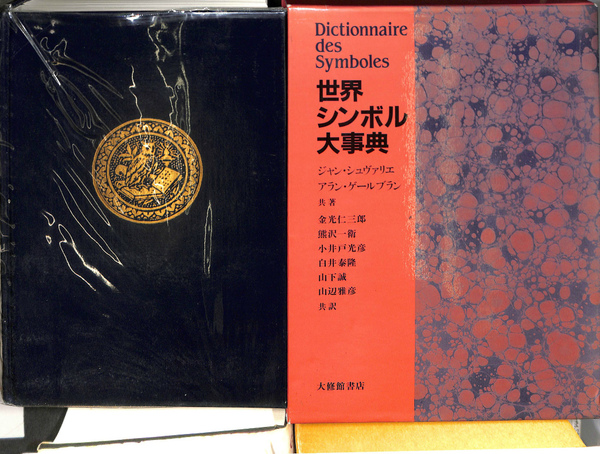 Dictionnaire
des
Symboles
世界
シンボル
大事典
ジャン・シュヴァリエ
アラン・ゲールブラン
共著
金光仁三郎
熊沢一衛
小井戸光彦
白井泰隆
山下誠
山辺雅彦
共訳
大修館書店